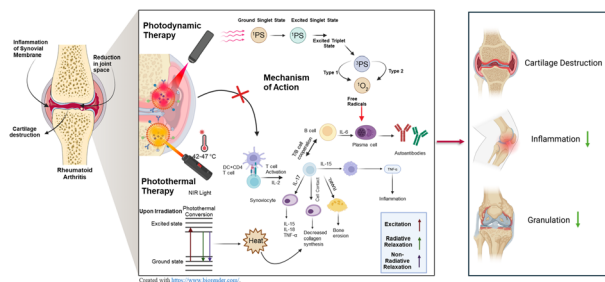 Inflammation
of Synovial
Membrane
Reduction
in joint
space
Cartilage
destruction
Rheumatoid
Arthritis
Photodynamic
Therapy
Ground Singlet State
Excited Singlet State
¹PS
¹PS
Excited Triplet
State
³PS
Type 1
Type 2
¹O₂
Free
Radicals
Mechanism
of Action
42-47 °C
Photothermal
Therapy
NIR Light
DC+CD4
T cell
T cell
Activation
IL-2
B cell
IL-6
Plasma cell
Autoantibodies
T/B cell
cooperation
IL-15
TNF-α
Inflammation
IL-17
Cell Contact
Synoviocyte
IL-15
IL-16
TNF-α
Decreased
collagen
synthesis
Bone
erosion
Upon Irradiation
Photothermal
Conversion
Excited state
Ground state
Heat
Excitation
Radiative
Relaxation
Non-
Radiative
Relaxation
Created with https://www.biorender.com/.
Cartilage Destruction
Inflammation
Granulation